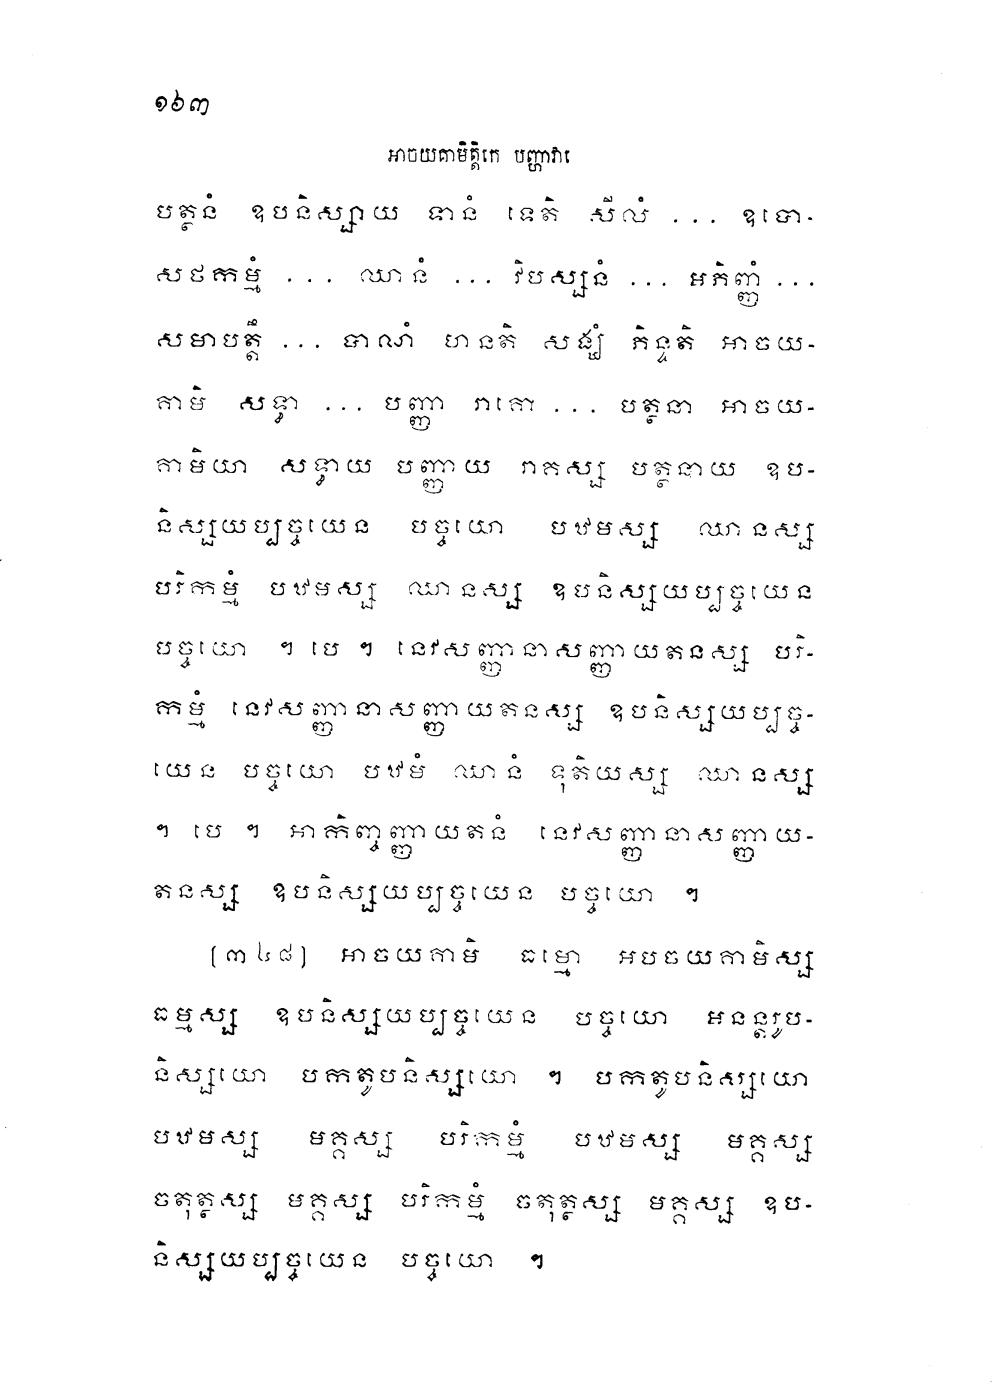 ១៦៣
អាចយគាមិត្តិកេ បញ្ហាវារេ
បត្ថនំ ឧបនិស្សាយ ទានំ ទេតិ សីលំ ... ឧបោ-
សថកម្មំ ... ឈានំ ... វិបស្សនំ ... អភិញ្ញំ ...
សមាបត្តឹ ... បាណំ ហនតិ សង្ឃំ ភិន្ទតិ អាចយ-
គាមិ សទ្ធា ... បញ្ញា រាគោ ... បត្ថនា អាចយ-
គាមិយា សទ្ធាយ បញ្ញាយ រាគស្ស បត្ថនាយ ឧប-
និស្សយប្បច្ចយេន បច្ចយោ បឋមស្ស ឈានស្ស
បរិកម្មំ បឋមស្ស ឈានស្ស ឧបនិស្សយប្បច្ចយេន
បច្ចយោ ។ បេ ។ នេវសញ្ញានាសញ្ញាយតនស្ស បរិ-
កម្មំ នេវសញ្ញានាសញ្ញាយតនស្ស ឧបនិស្សយប្បច្ច-
យេន បច្ចយោ បឋមំ ឈានំ ទុតិយស្ស ឈានស្ស
។ បេ ។ អាកិញ្ចញ្ញាយតនំ នេវសញ្ញានាសញ្ញាយ-
តនស្ស ឧបនិស្សយប្បច្ចយេន បច្ចយោ ។
[៣៤៨] អាចយគាមិ ធម្មោ អបចយគាមិស្ស
ធម្មស្ស ឧបនិស្សយប្បច្ចយេន បច្ចយោ អនន្តរូប-
និស្សយោ បកតូបនិស្សយោ ។ បកតូបនិស្សយោ
បឋមស្ស មគ្គស្ស បរិកម្មំ បឋមស្ស មគ្គស្ស
ចតុត្ថស្ស មគ្គស្ស បរិកម្មំ ចតុត្ថស្ស មគ្គស្ស ឧប-
និស្សយប្បច្ចយេន បច្ចយោ ។